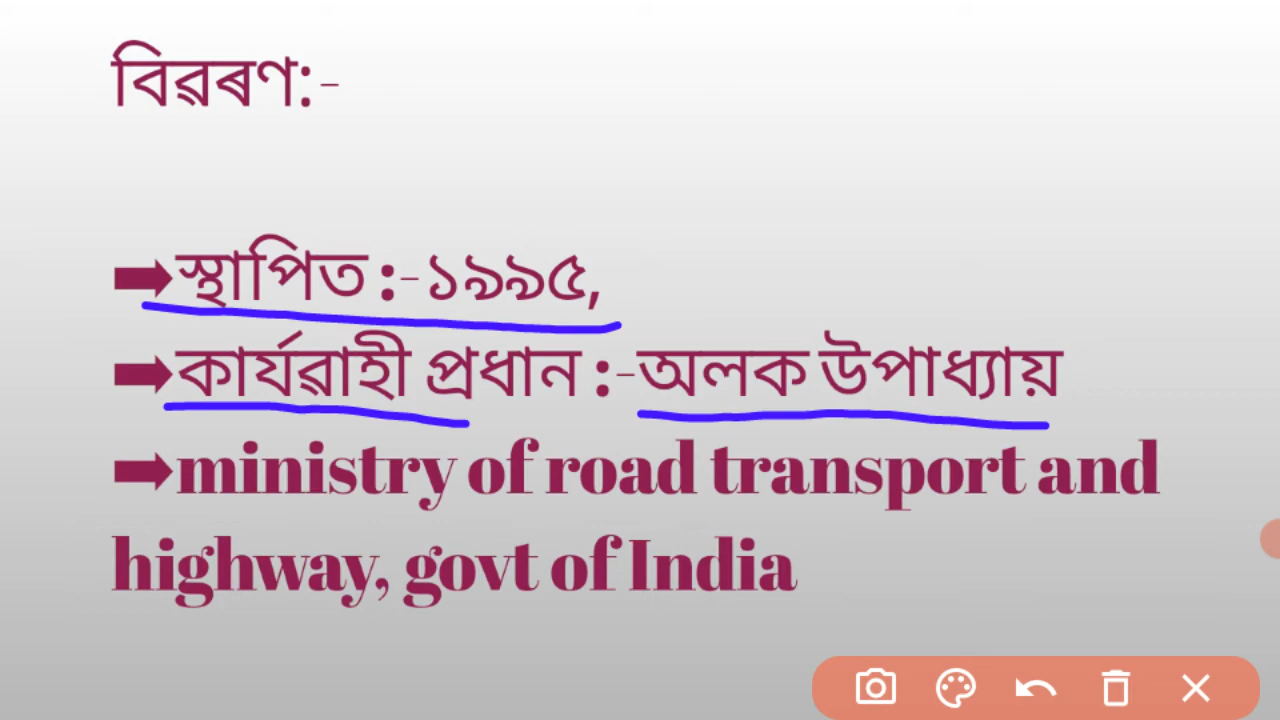 বিৱৰণ:-
➡স্থাপিত :-১৯৯৫,
➡কাৰ্যৱাহী প্ৰধান :-অলক উপাধ্যায়
➡ministry of road transport and
highway, govt of India